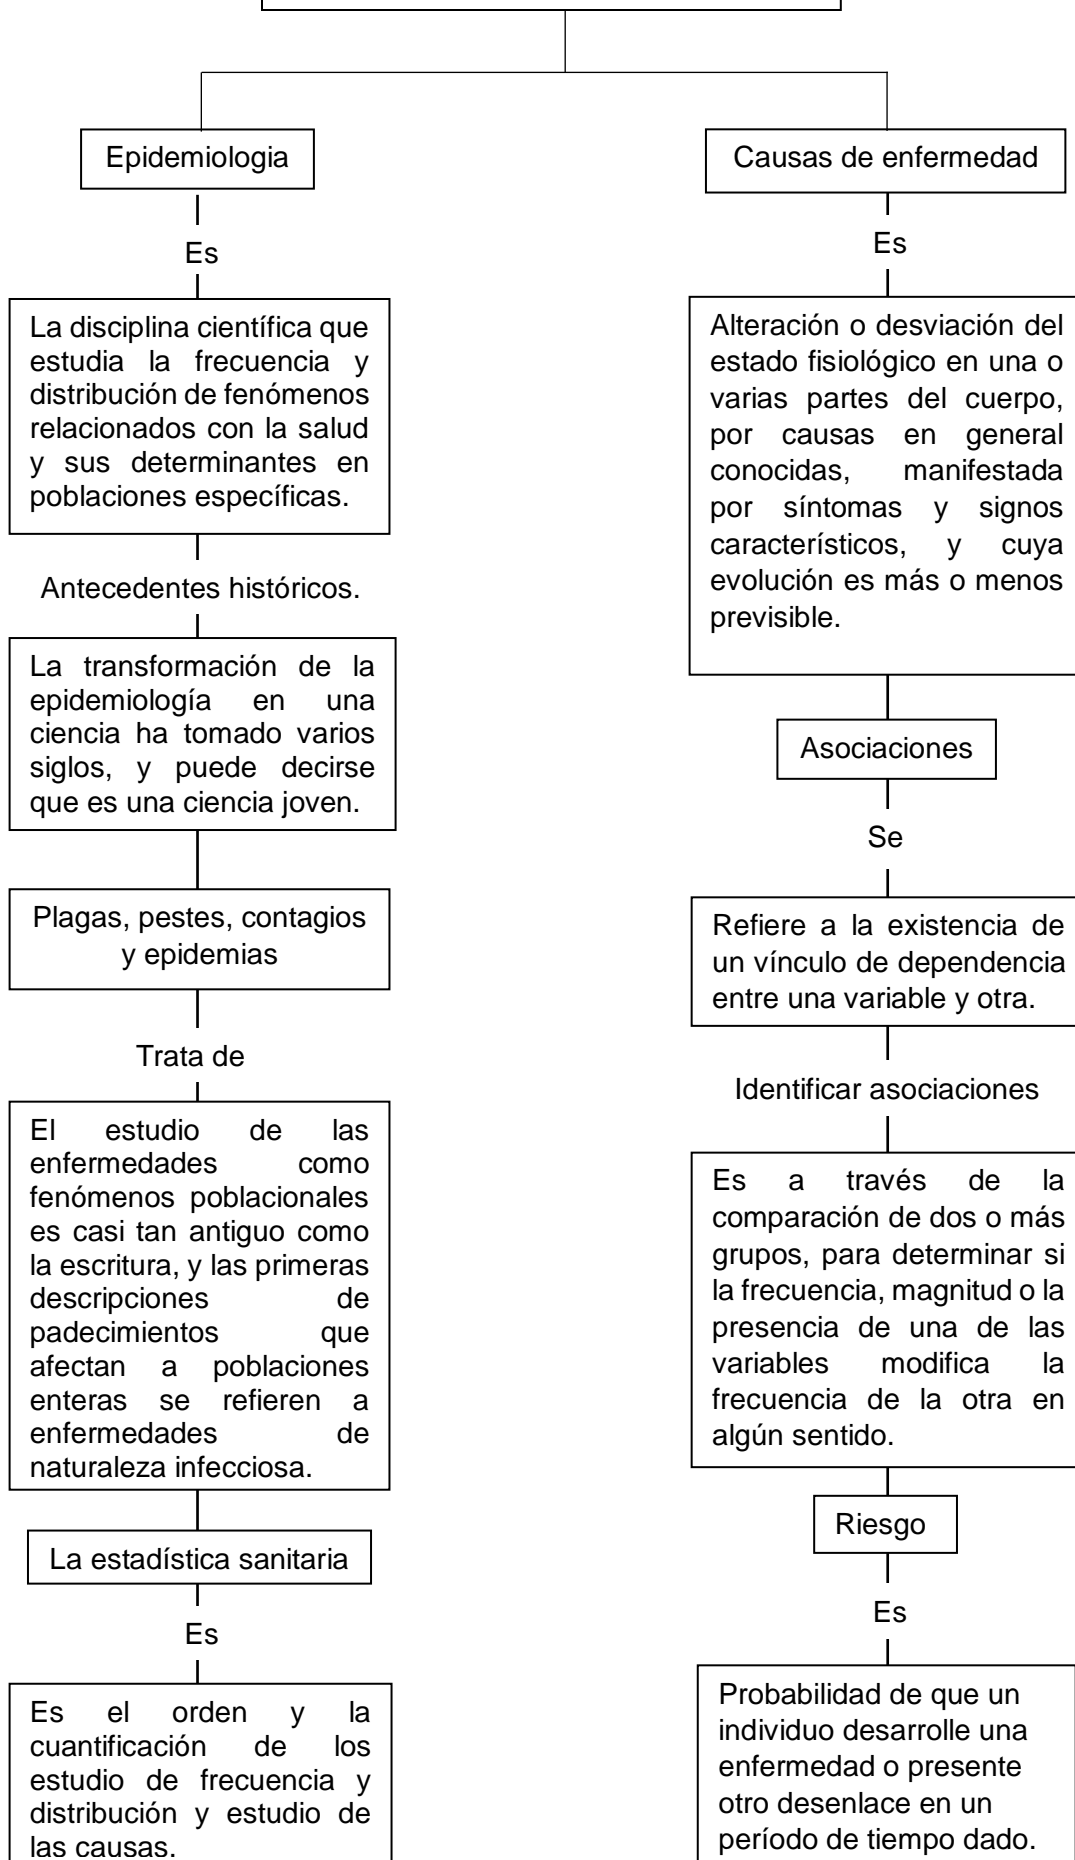 Epidemiologia
Es
La disciplina científica que
estudia la frecuencia y
distribución de fenómenos
relacionados con la salud
y sus determinantes en
poblaciones específicas.
Antecedentes históricos.
La transformación de la
epidemiología en una
ciencia ha tomado varios
siglos, y puede decirse
que es una ciencia joven.
Plagas, pestes, contagios
y epidemias
Trata de
El estudio de las
enfermedades como
fenómenos poblacionales
es casi tan antiguo como
la escritura, y las primeras
descripciones de
padecimientos que
afectan a poblaciones
enteras se refieren a
enfermedades de
naturaleza infecciosa.
La estadística sanitaria
Es
Es el orden y la
cuantificación de los
estudio de frecuencia y
distribución y estudio de
las causas.
Causas de enfermedad
Es
Alteración o desviación del
estado fisiológico en una o
varias partes del cuerpo,
por causas en general
conocidas, manifestada
por síntomas y signos
característicos, y cuya
evolución es más o menos
previsible.
Asociaciones
Se
Refiere a la existencia de
un vínculo de dependencia
entre una variable y otra.
Identificar asociaciones
Es a través de la
comparación de dos o más
grupos, para determinar si
la frecuencia, magnitud o la
presencia de una de las
variables modifica la
frecuencia de la otra en
algún sentido.
Riesgo
Es
Probabilidad de que un
individuo desarrolle una
enfermedad o presente
otro desenlace en un
período de tiempo dado.